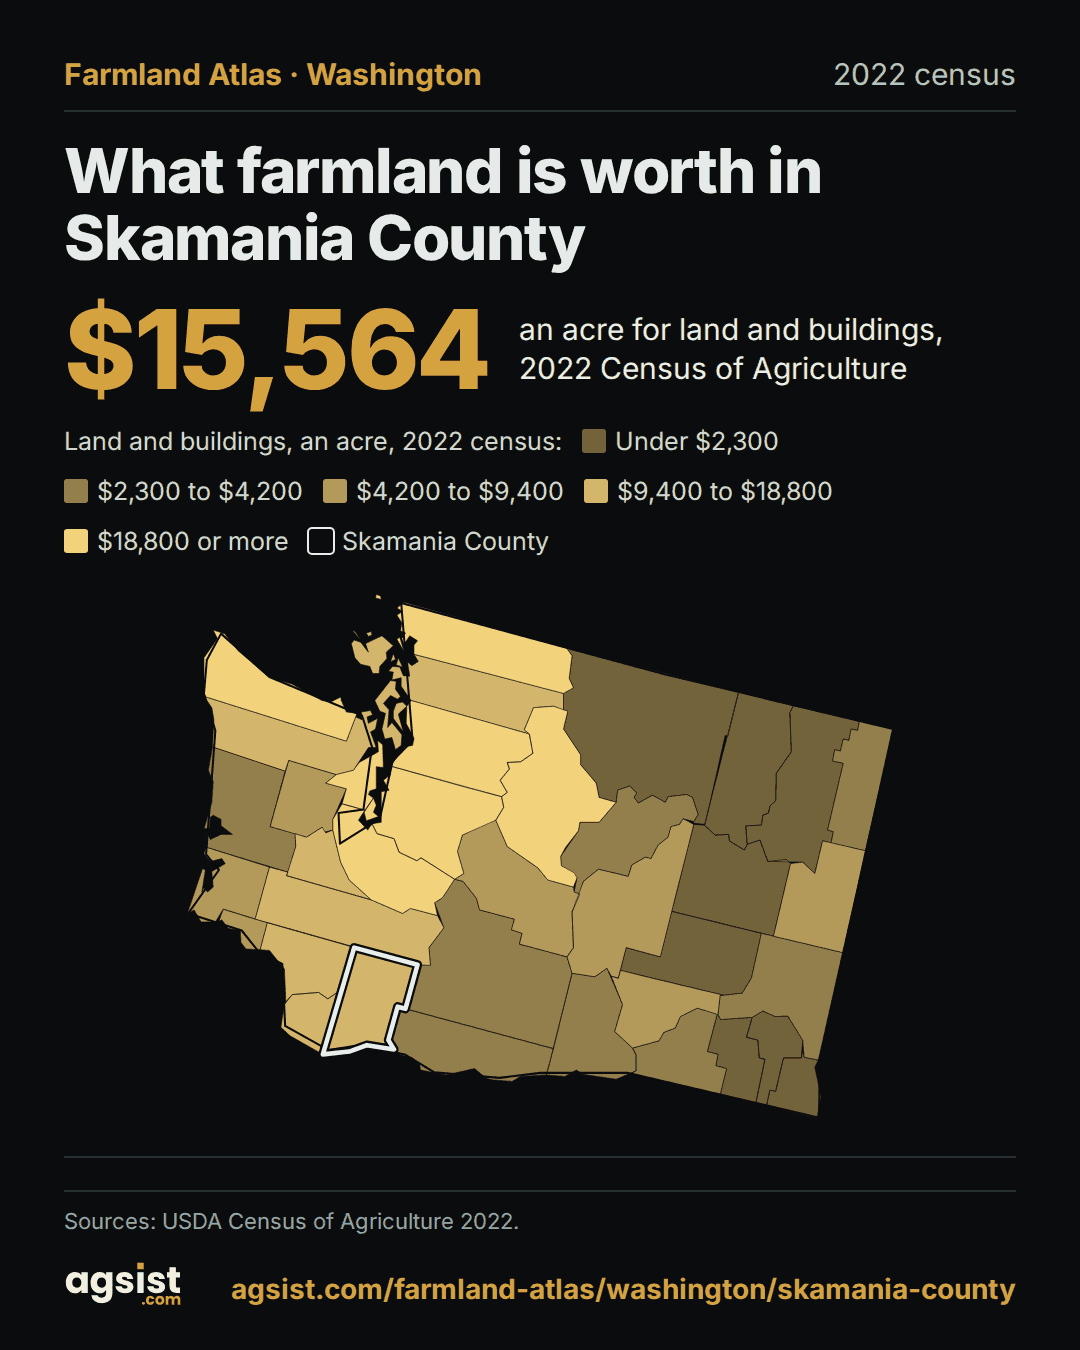 Farmland Atlas · Washington
2022 census
What farmland is worth in
Skamania County
$15,564
an acre for land and buildings,
2022 Census of Agriculture
Land and buildings, an acre, 2022 census: Under $2,300
$2,300 to $4,200 $4,200 to $9,400 $9,400 to $18,800
$18,800 or more Skamania County
Sources: USDA Census of Agriculture 2022.
agsist
.com
agsist.com/farmland-atlas/washington/skamania-county